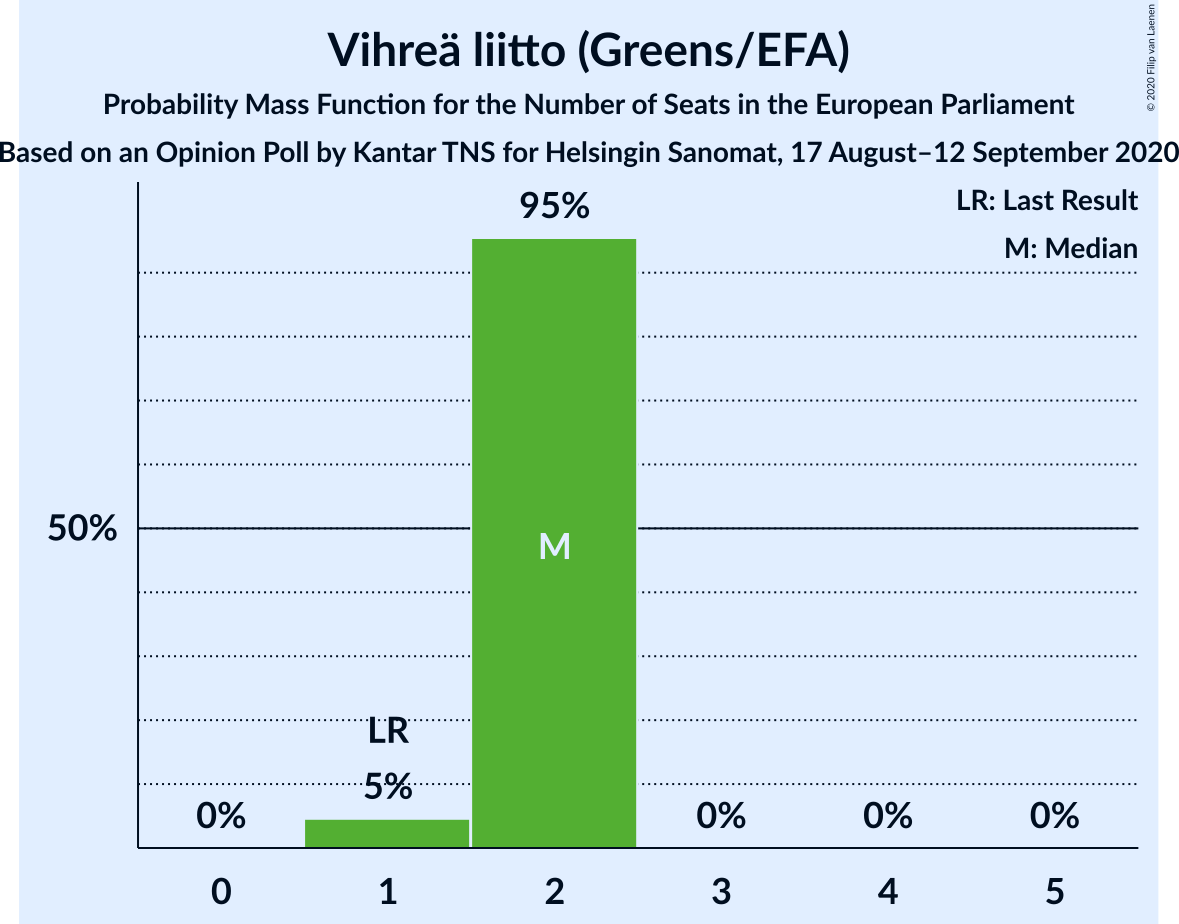 Vihreä liitto (Greens/EFA)
Probability Mass Function for the Number of Seats in the European Parliament
Based on an Opinion Poll by Kantar TNS for Helsingin Sanomat, 17 August–12 September 2020
© 2020 Filip van Laenen
LR: Last Result
M: Median
95%
50%
M
LR
5%
0%
0%
0%
0%
0
1
2
3
4
5